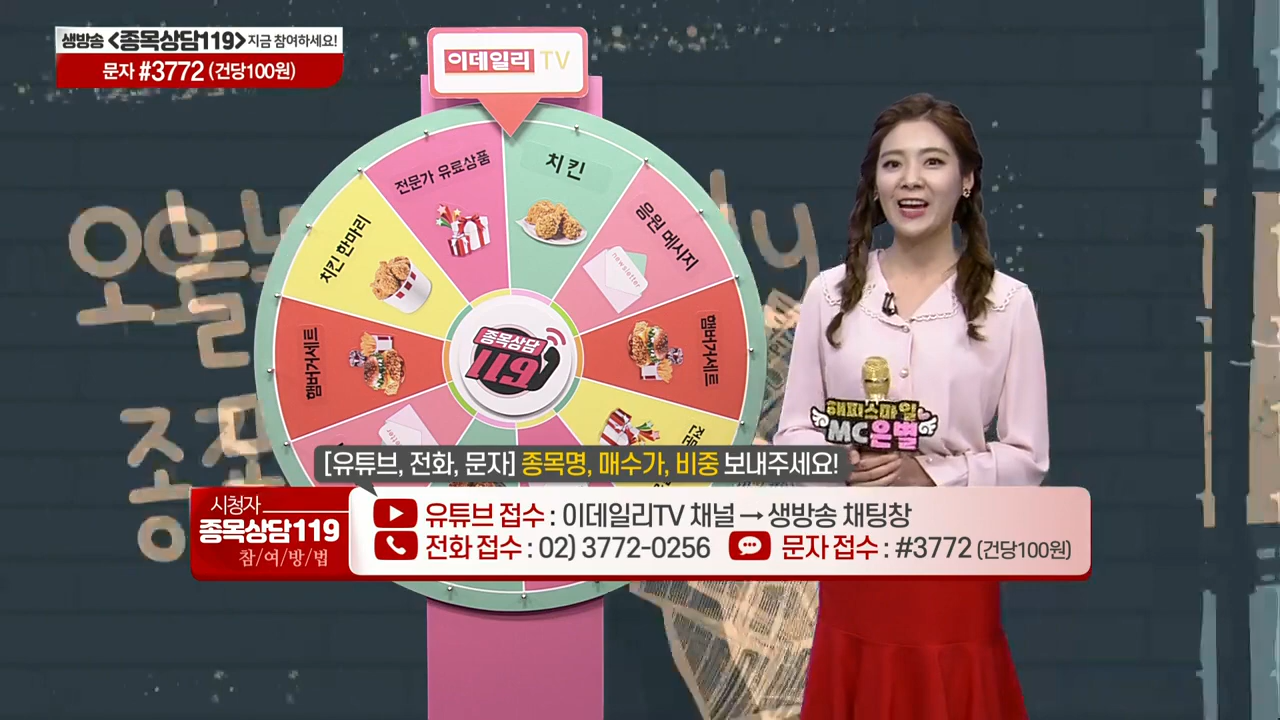 생방송 <종목상담119> 지금 참여하세요!
문자 #3772 (건당100원)
이데일리 TV
전문가 유료상품
치킨
치킨 한마리
응원 메시지
newsletter
햄버거세트
햄버거세트
종목상담
119
해피스마일
MC은별
오늘
종
[유튜브, 전화, 문자] 종목명, 매수가, 비중 보내주세요!
시청자
종목상담119
참/여/방/법
유튜브 접수 : 이데일리TV 채널 → 생방송 채팅창
전화 접수 : 02) 3772-0256
문자 접수 : #3772 (건당100원)